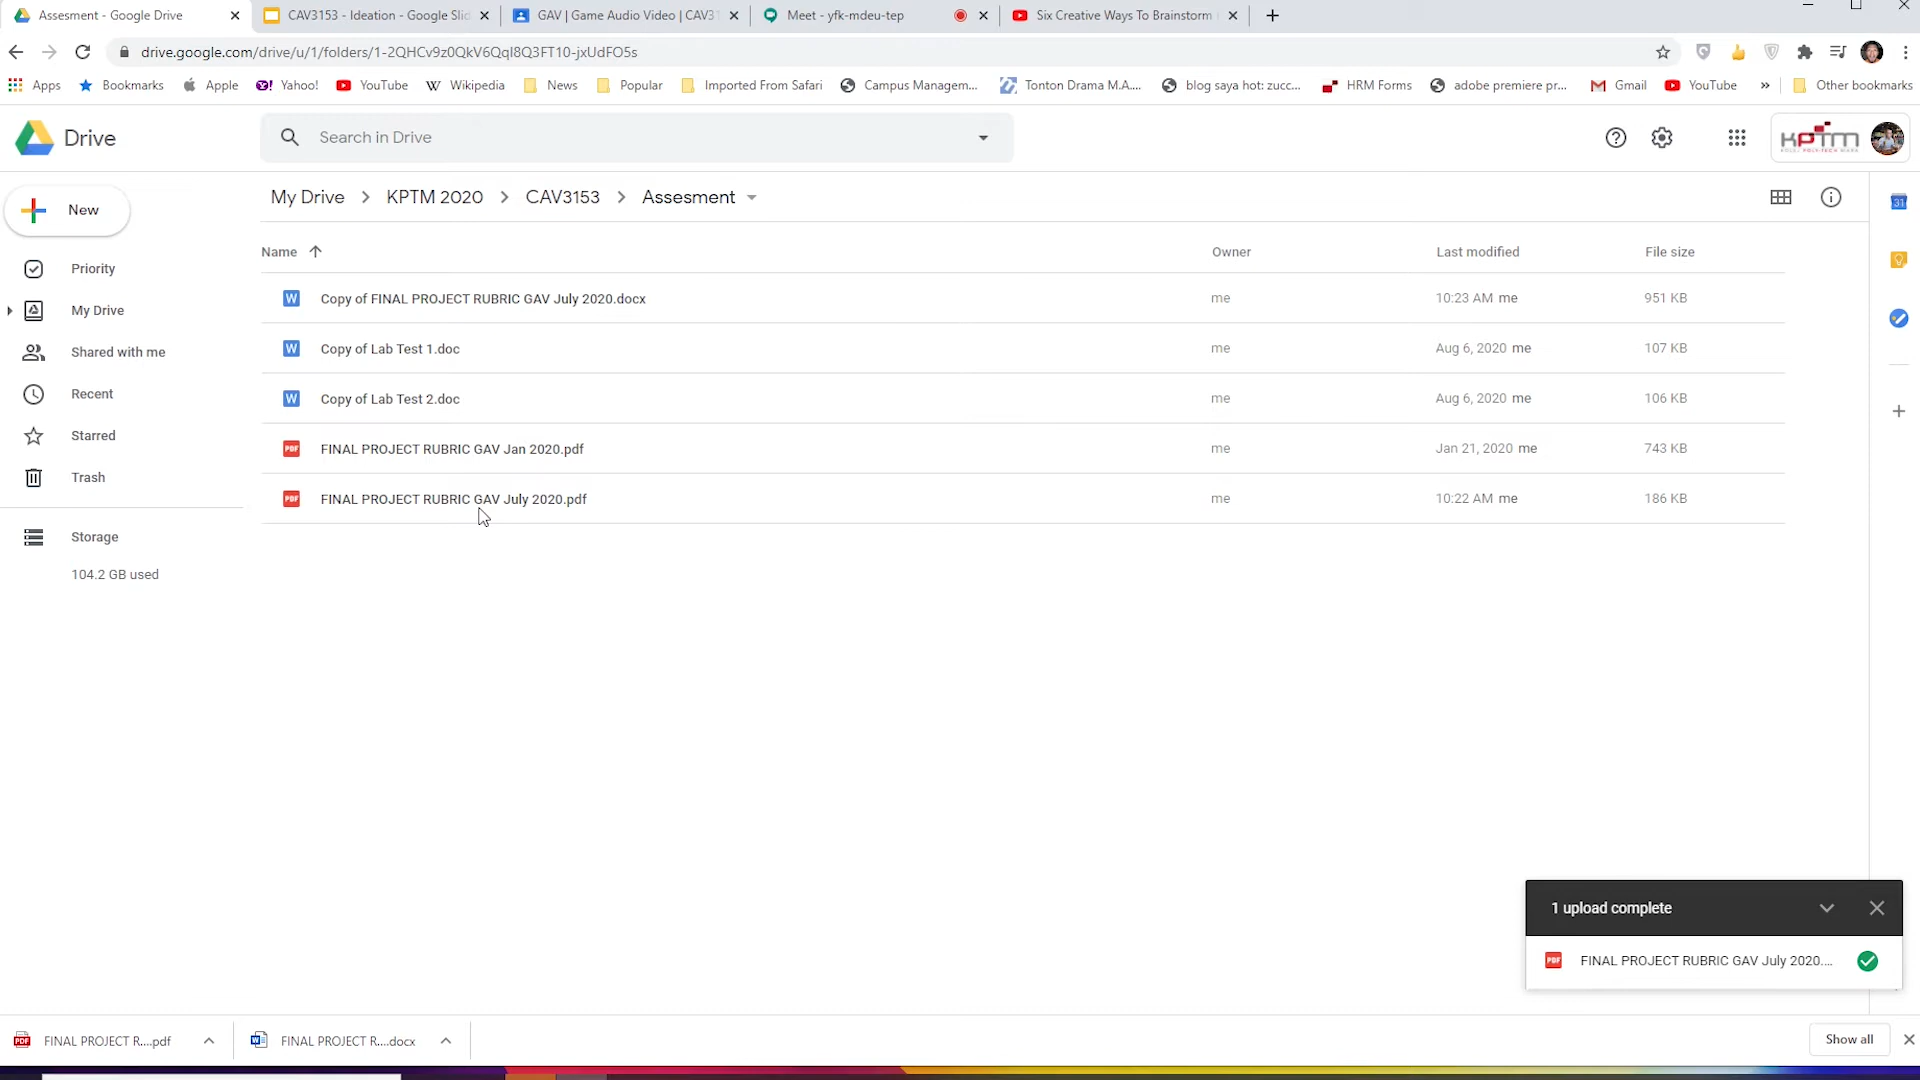 Assesment - Google Drive
CAV3153 - Ideation - Google Slid
GAV | Game Audio Video | CAV31
Meet - yfk-mdeu-tep
Six Creative Ways To Brainstorm
drive.google.com/drive/u/1/folders/1-2QHCv9z0QkV6QqI8Q3FT10-jxUdFO5s
Apps
Bookmarks
Apple
Yahoo!
YouTube
Wikipedia
News
Popular
Imported From Safari
Campus Managem...
Tonton Drama M.A....
blog saya hot: zucc...
HRM Forms
adobe premiere pr...
Gmail
YouTube
»
Other bookmarks
Drive
Search in Drive
kptm
New
My Drive > KPTM 2020 > CAV3153 > Assesment
31
Priority
My Drive
Shared with me
Recent
Starred
Trash
Storage
104.2 GB used
Name Owner Last modified File size
W Copy of FINAL PROJECT RUBRIC GAV July 2020.docx me 10:23 AM me 951 KB
W Copy of Lab Test 1.doc me Aug 6, 2020 me 107 KB
W Copy of Lab Test 2.doc me Aug 6, 2020 me 106 KB
PDF FINAL PROJECT RUBRIC GAV Jan 2020.pdf me Jan 21, 2020 me 743 KB
PDF FINAL PROJECT RUBRIC GAV July 2020.pdf me 10:22 AM me 186 KB
1 upload complete
PDF FINAL PROJECT RUBRIC GAV July 2020....
PDF FINAL PROJECT R....pdf
FINAL PROJECT R....docx
Show all